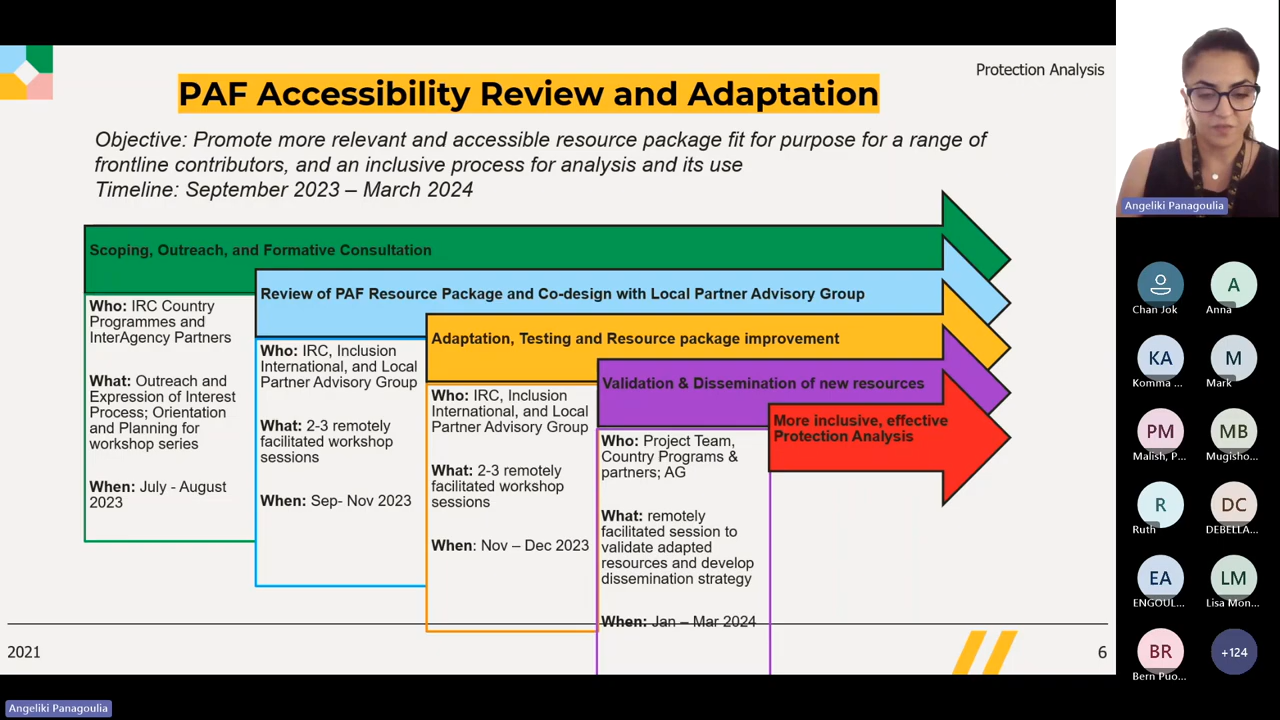 Protection Analysis
PAF Accessibility Review and Adaptation
Objective: Promote more relevant and accessible resource package fit for purpose for a range of
frontline contributors, and an inclusive process for analysis and its use
Timeline: September 2023 – March 2024
Scoping, Outreach, and Formative Consultation
Who: IRC Country
Programmes and
InterAgency Partners
What: Outreach and
Expression of Interest
Process; Orientation
and Planning for
workshop series
When: July - August
2023
Review of PAF Resource Package and Co-design with Local Partner Advisory Group
Who: IRC, Inclusion
International, and Local
Partner Advisory Group
What: 2-3 remotely
facilitated workshop
sessions
When: Sep- Nov 2023
Adaptation, Testing and Resource package improvement
Who: IRC, Inclusion
International, and Local
Partner Advisory Group
What: 2-3 remotely
facilitated workshop
sessions
When: Nov – Dec 2023
Validation & Dissemination of new resources
Who: Project Team,
Country Programs &
partners; AG
What: remotely
facilitated session to
validate adapted
resources and develop
dissemination strategy
When: Jan – Mar 2024
More inclusive, effective
Protection Analysis
2021
6
Angeliki Panagoulia
Angeliki Panagoulia
Chan Jok
A
Anna
KA
Komma ...
M
Mark
PM
Malish, P...
MB
Mugisho...
R
Ruth
DC
DEBELLA...
EA
ENGOUL...
LM
Lisa Mon...
BR
Bern Puo...
+124